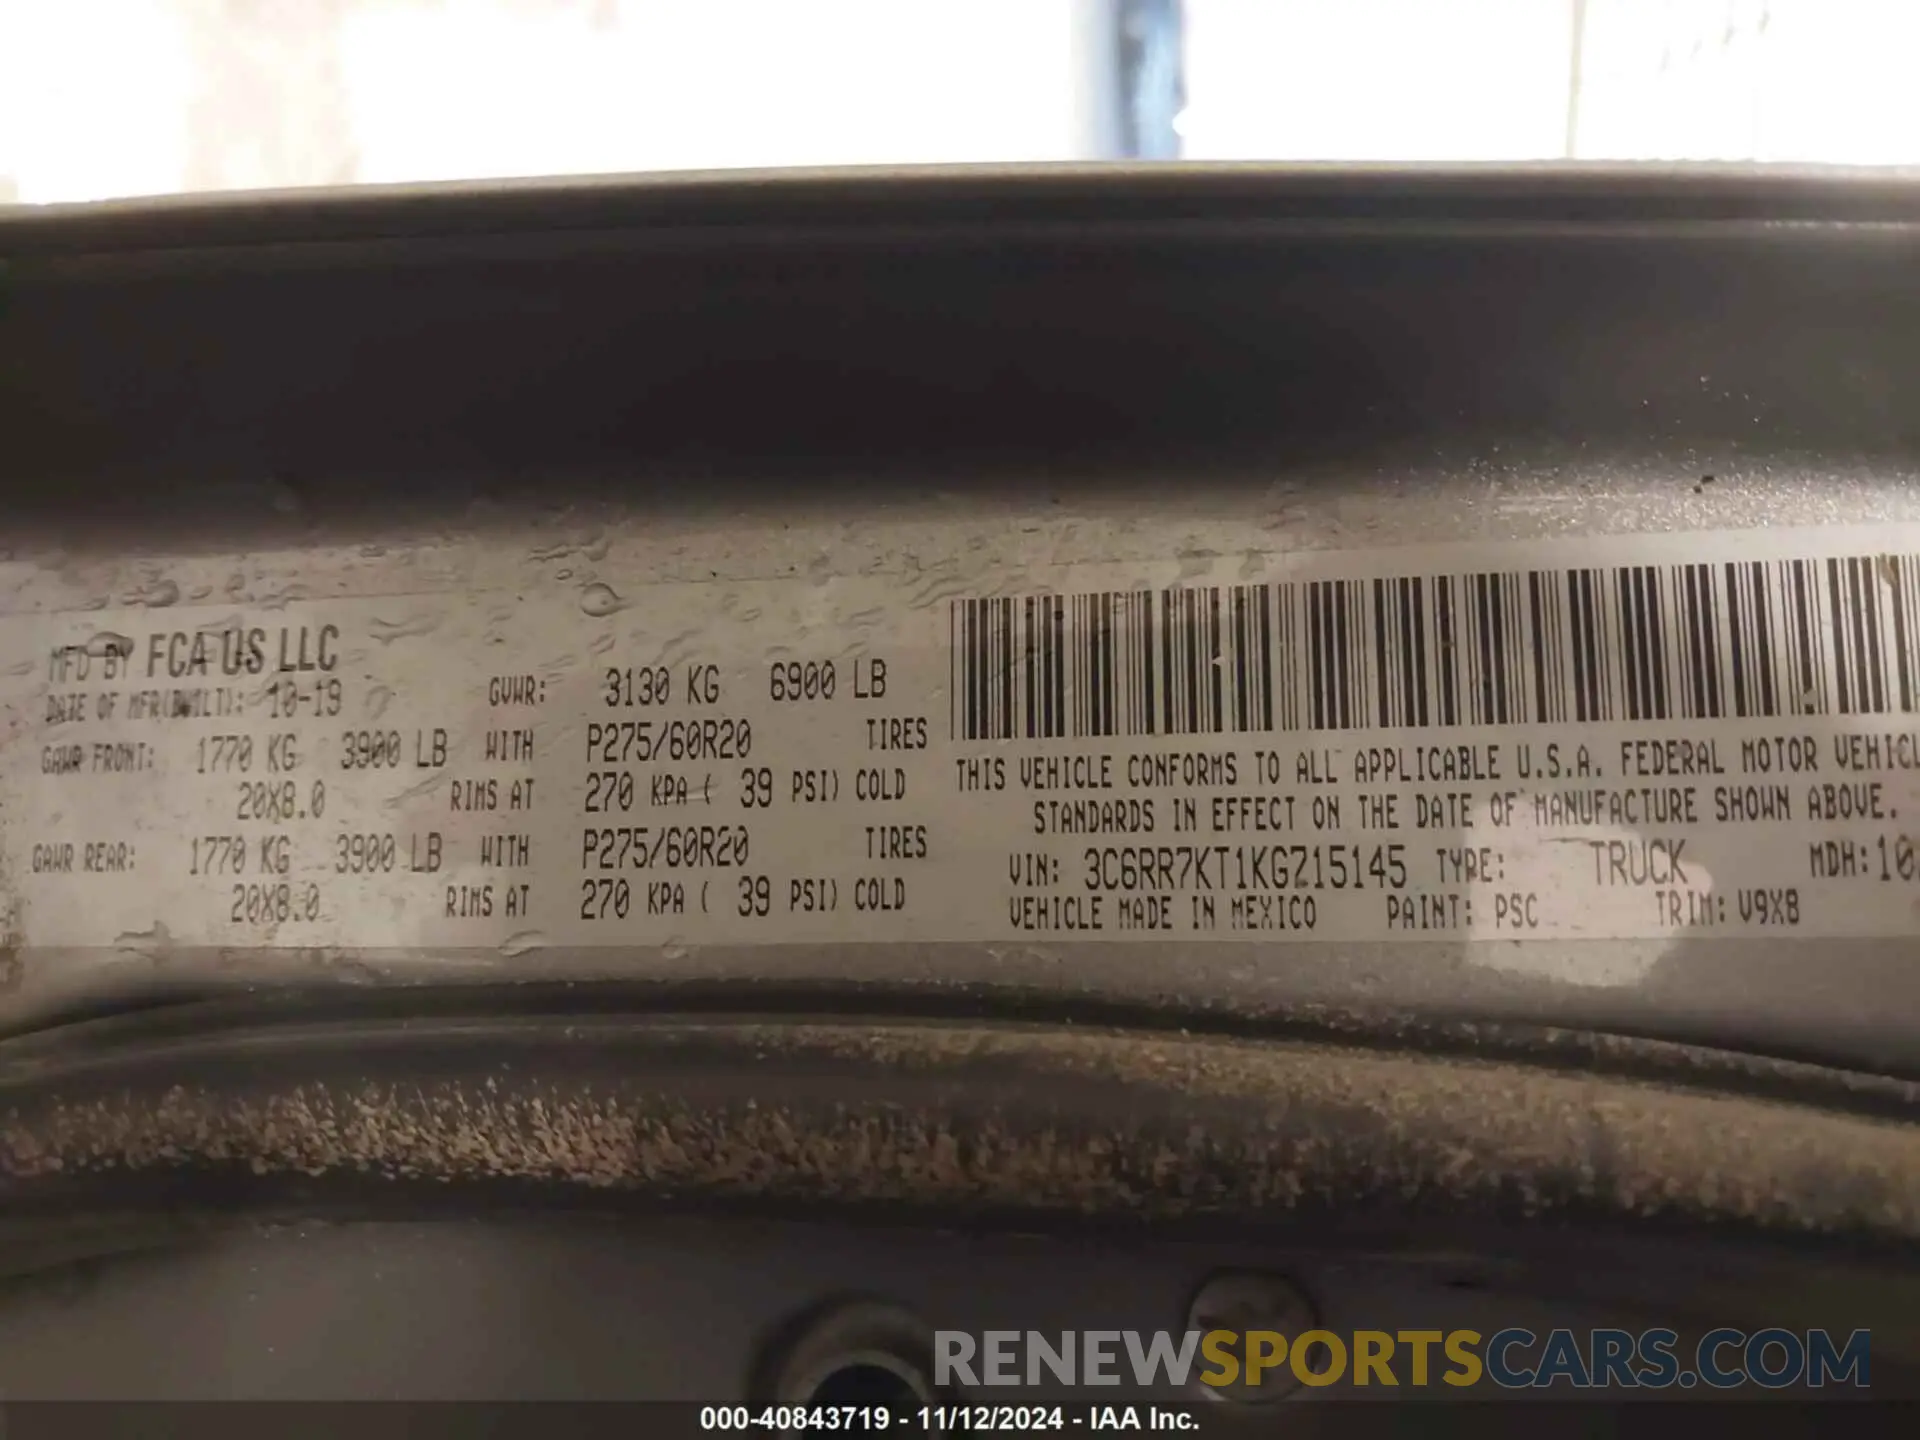 MFD BY FCA US LLC
DATE OF MFR(BUILT): 10-19 GVWR: 3130 KG 6900 LB
GAWR FRONT: 1770 KG 3900 LB WITH P275/60R20 TIRES
20X8.0 RIMS AT 270 KPA ( 39 PSI) COLD
GAWR REAR: 1770 KG 3900 LB WITH P275/60R20 TIRES
20X8.0 RIMS AT 270 KPA ( 39 PSI) COLD
THIS VEHICLE CONFORMS TO ALL APPLICABLE U.S.A. FEDERAL MOTOR VEHICL
STANDARDS IN EFFECT ON THE DATE OF MANUFACTURE SHOWN ABOVE.
VIN: 3C6RR7KT1KG715145 TYPE: TRUCK MDH: 10
VEHICLE MADE IN MEXICO PAINT: PSC TRIM: V9X8
RENEWSPORTSCARS.COM
000-40843719 - 11/12/2024 - IAA Inc.